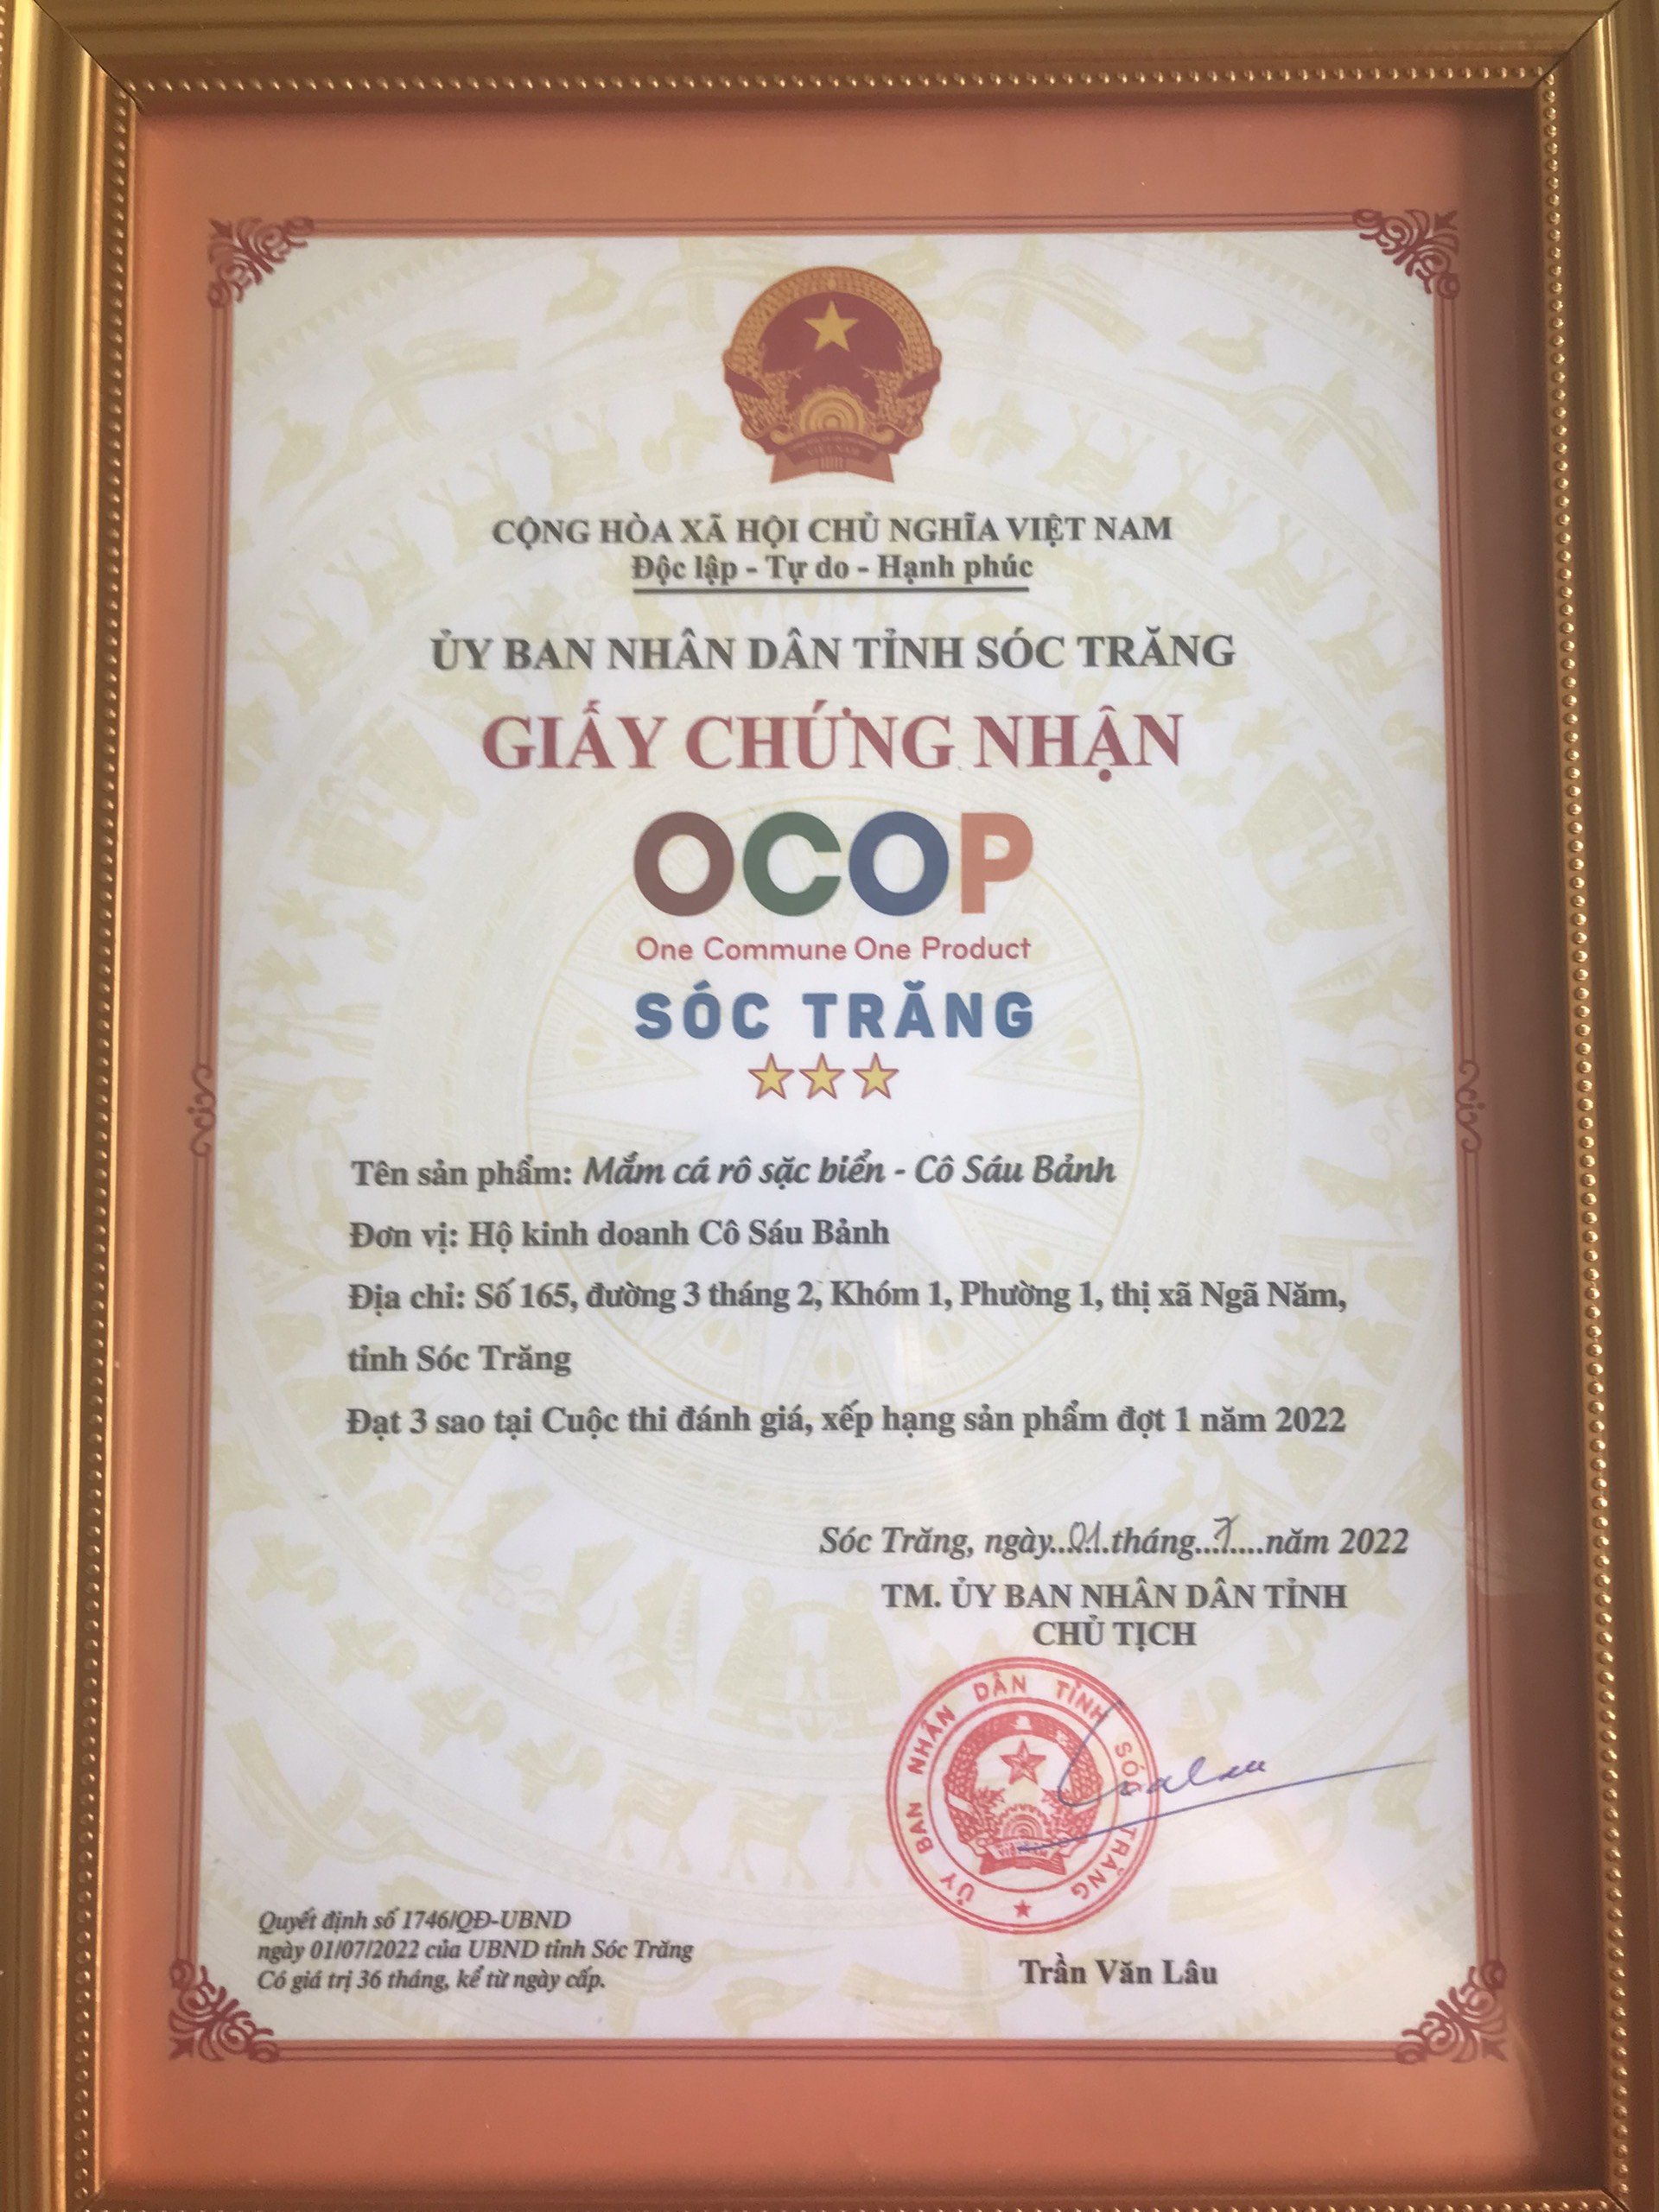 VIỆT NAM
CỘNG HÒA XÃ HỘI CHỦ NGHĨA VIỆT NAM
Độc lập - Tự do - Hạnh phúc
ỦY BAN NHÂN DÂN TỈNH SÓC TRĂNG
GIẤY CHỨNG NHẬN
OCOP
One Commune One Product
SÓC TRĂNG
Tên sản phẩm: Mắm cá rô sặc biển - Cô Sáu Bảnh
Đơn vị: Hộ kinh doanh Cô Sáu Bảnh
Địa chỉ: Số 165, đường 3 tháng 2, Khóm 1, Phường 1, thị xã Ngã Năm,
tỉnh Sóc Trăng
Đạt 3 sao tại Cuộc thi đánh giá, xếp hạng sản phẩm đợt 1 năm 2022
Sóc Trăng, ngày...01.tháng...7....năm 2022
TM. ỦY BAN NHÂN DÂN TỈNH
CHỦ TỊCH
ỦY BAN NHÂN DÂN TỈNH SÓC TRĂNG
Trần Văn Lâu
Quyết định số 1746/QĐ-UBND
ngày 01/07/2022 của UBND tỉnh Sóc Trăng
Có giá trị 36 tháng, kể từ ngày cấp.